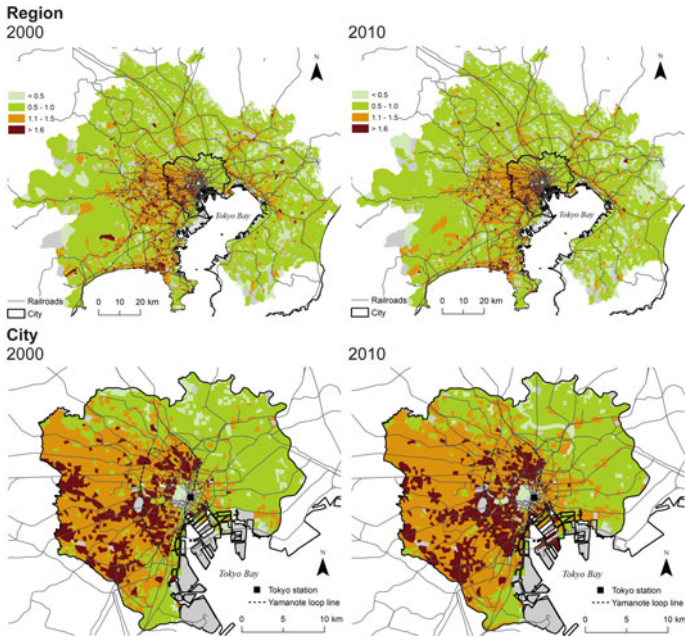 Region
2000
2010
N
< 0.5
0.5 - 1.0
1.1 - 1.5
> 1.6
Tokyo Bay
Railroads
City
0 10 20 km
N
< 0.5
0.5 - 1.0
1.1 - 1.5
> 1.6
Tokyo Bay
Railroads
City
0 10 20 km
City
2000
2010
N
Tokyo Bay
Tokyo station
Yamanote loop line
0 5 10 km
N
Tokyo Bay
Tokyo station
Yamanote loop line
0 5 10 km